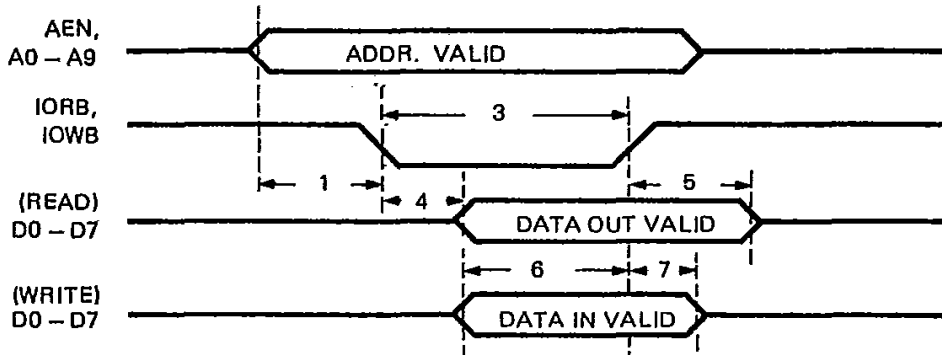 AEN,
A0 – A9
ADDR. VALID
IORB,
IOWB
3
1
4
5
(READ)
D0 – D7
DATA OUT VALID
6
7
(WRITE)
D0 – D7
DATA IN VALID